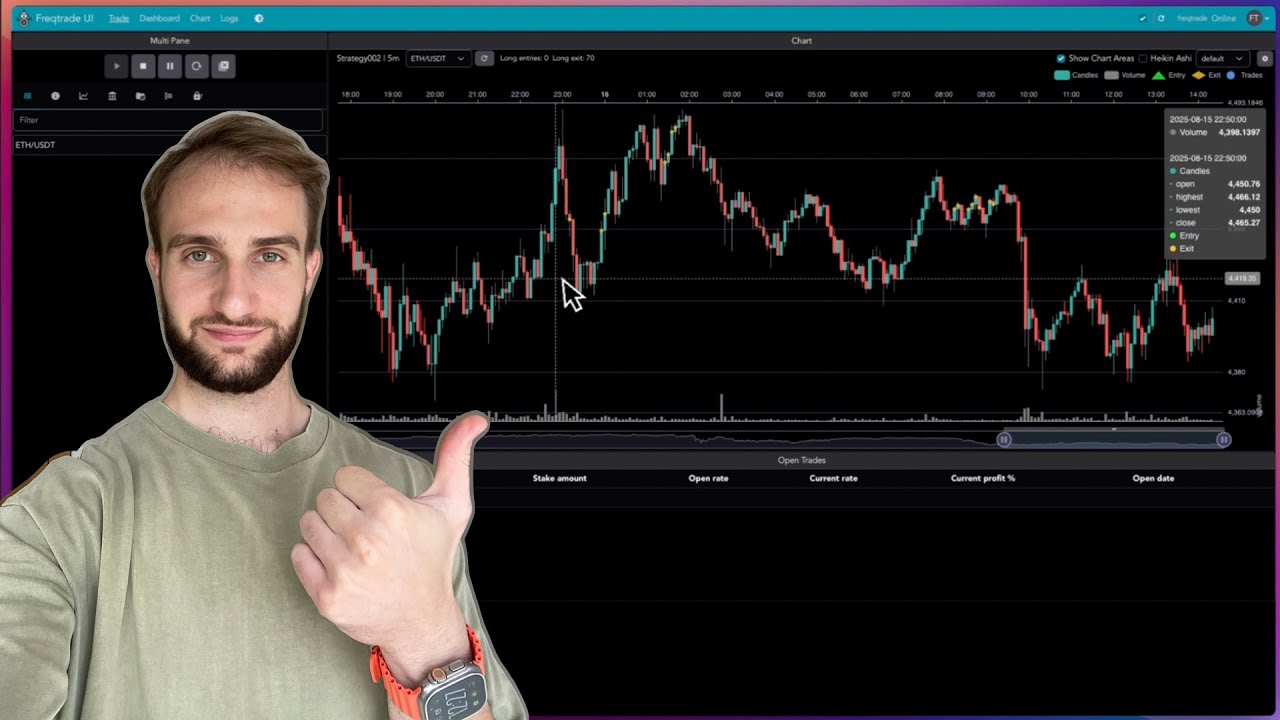 Freqtrade UI Trade Dashboard Chart Logs freqtrade Online FT
Multi Pane
Chart
Strategy002 | 5m ETH/USDT Long entries: 0 Long exit: 70 Show Chart Areas Heikin Ashi default
Candles Volume Entry Exit Trades
Filter
ETH/USDT
18:00 19:00 20:00 21:00 22:00 23:00 16 01:00 02:00 03:00 04:00 05:00 06:00 07:00 08:00 09:00 10:00 11:00 12:00 13:00 14:00
4,493.1846
2025-08-15 22:50:00
Volume 4,398.1397
2025-08-15 22:50:00
Candles
open 4,450.76
highest 4,466.12
lowest 4,450
close 4,465.27
Entry
Exit
4,418.35
4,410
4,380
4,363.090
Volume
Open Trades
Stake amount Open rate Current rate Current profit % Open date